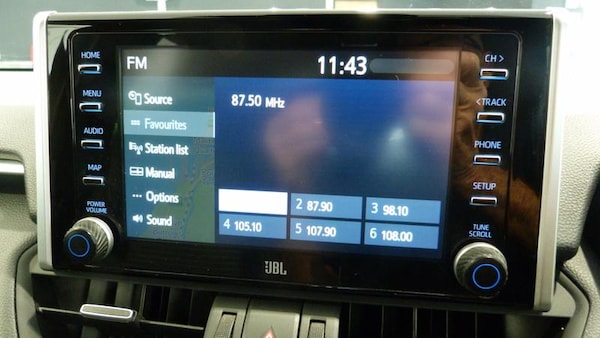 HOME
MENU
AUDIO
MAP
POWER
VOLUME
FM
11:43
Source
Favourites
Station list
Manual
Options
Sound
87.50 MHz
2 87.90
3 98.10
4 105.10
5 107.90
6 108.00
CH >
< TRACK
PHONE
SETUP
TUNE
SCROLL
JBL